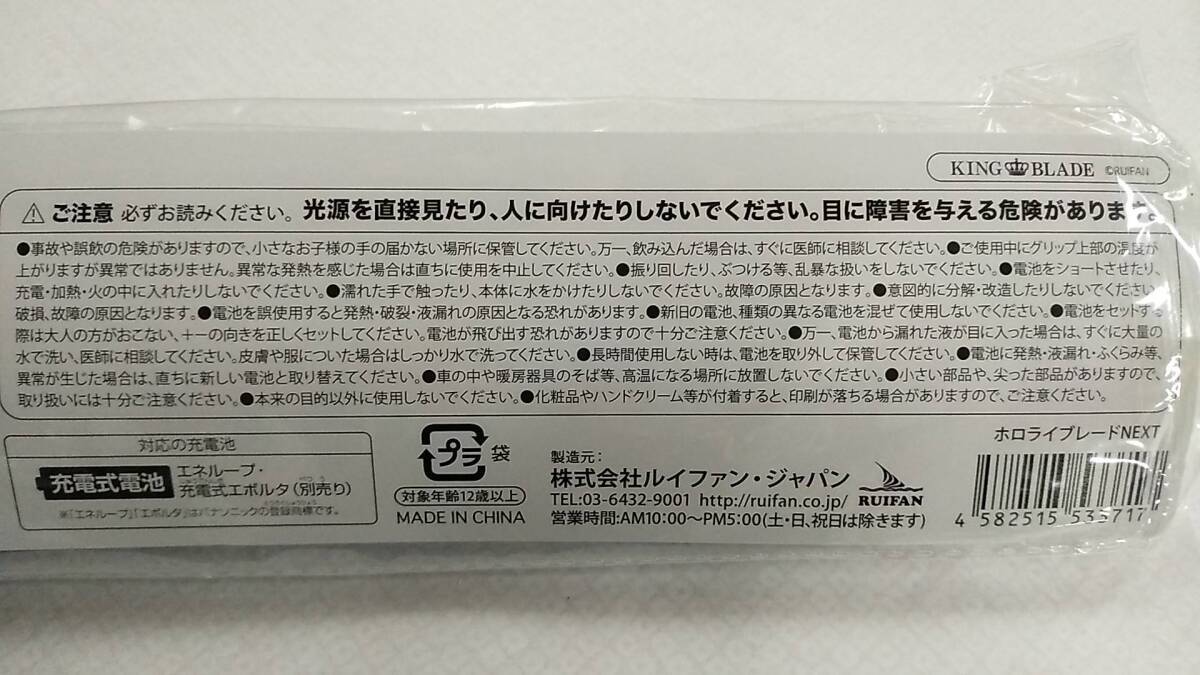 KING BLADE ©RUIFAN
⚠ ご注意 必ずお読みください。光源を直接見たり、人に向けたりしないでください。目に障害を与える危険があります。
●事故や誤飲の危険がありますので、小さなお子様の手の届かない場所に保管してください。万一、飲み込んだ場合は、すぐに医師に相談してください。●ご使用中にグリップ上部の温度が
上がりますが異常ではありません。異常な発熱を感じた場合は直ちに使用を中止してください。●振り回したり、ぶつける等、乱暴な扱いをしないでください。●電池をショートさせたり、
充電・加熱・火の中に入れたりしないでください。●濡れた手で触ったり、本体に水をかけたりしないでください。故障の原因となります。●意図的に分解・改造したりしないでください
破損、故障の原因となります。●電池を誤使用すると発熱・破裂・液漏れの原因となる恐れがあります。●新旧の電池、種類の異なる電池を混ぜて使用しないでください。●電池をセットする
際は大人の方がおこない、+ーの向きを正しくセットしてください。電池が飛び出す恐れがありますので十分ご注意ください。●万一、電池から漏れた液が目に入った場合は、すぐに大量の
水で洗い、医師に相談してください。皮膚や服についた場合はしっかり水で洗ってください。●長時間使用しない時は、電池を取り外して保管してください。●電池に発熱・液漏れ・ふくらみ等、
異常が生じた場合は、直ちに新しい電池と取り替えてください。●車の中や暖房器具のそば等、高温になる場所に放置しないでください。●小さい部品や、尖った部品がありますので、
取り扱いには十分ご注意ください。●本来の目的以外に使用しないでください。●化粧品やハンドクリーム等が付着すると、印刷が落ちる場合がありますので、ご注意ください。
対応の充電池
充電式電池
エネループ・
充電式エボルタ(別売り)
※「エネループ」「エボルタ」はパナソニックの登録商標です。
プラ 袋
対象年齢12歳以上
MADE IN CHINA
製造元:
株式会社ルイファン・ジャパン
TEL:03-6432-9001 http://ruifan.co.jp/
営業時間:AM10:00〜PM5:00(土・日、祝日は除きます)
RUIFAN
ホロライブレードNEXT
4 582515 533717